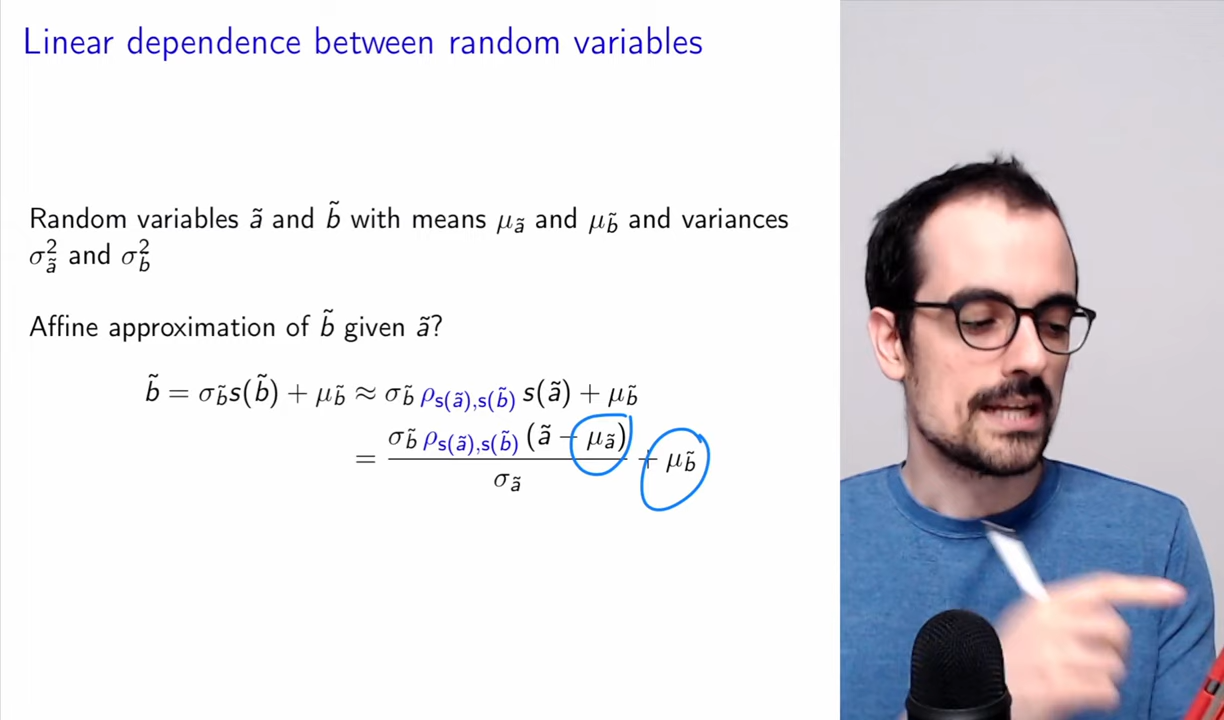 Linear dependence between random variables
Random variables ã and b̃ with means μ_ã and μ_b̃ and variances
σ²_ã and σ²_b̃
Affine approximation of b̃ given ã?
b̃ = σ_b̃ s(b̃) + μ_b̃ ≈ σ_b̃ ρ_s(ã),s(b̃) s(ã) + μ_b̃
= σ_b̃ ρ_s(ã),s(b̃) (ã − μ_ã) / σ_ã + μ_b̃